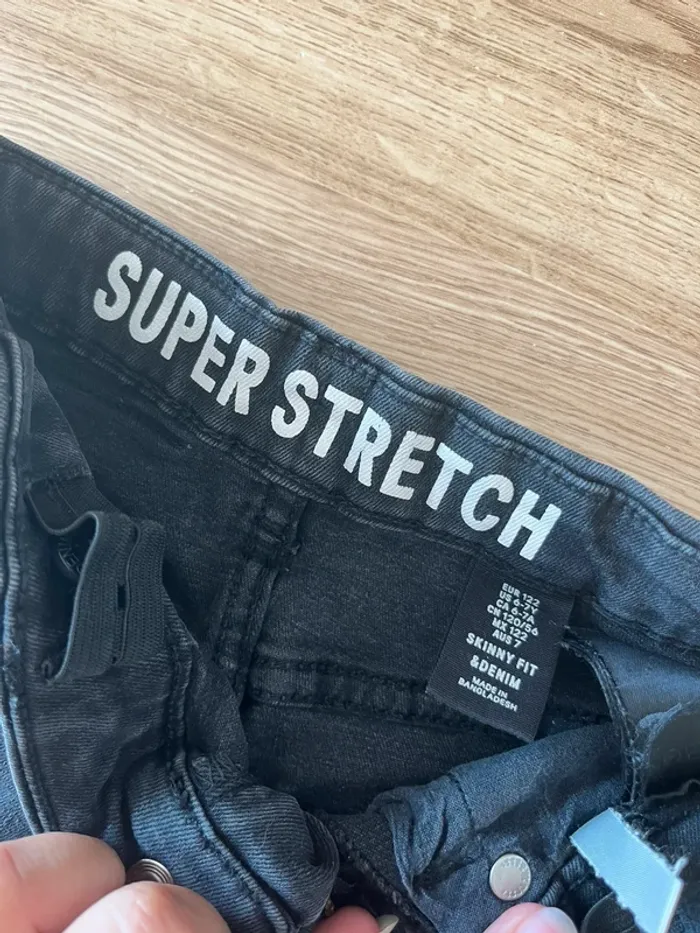 SUPER STRETCH
EUR 122
US 6-7Y
CA 6-7A
CN 120/56
MX 122
AUS 7
SKINNY FIT
&DENIM
MADE IN
BANGLADESH